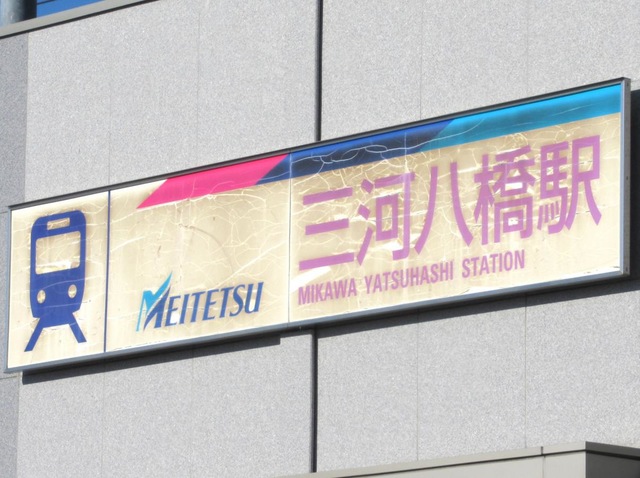 MEITETSU
三河八橋駅
MIKAWA YATSUHASHI STATION